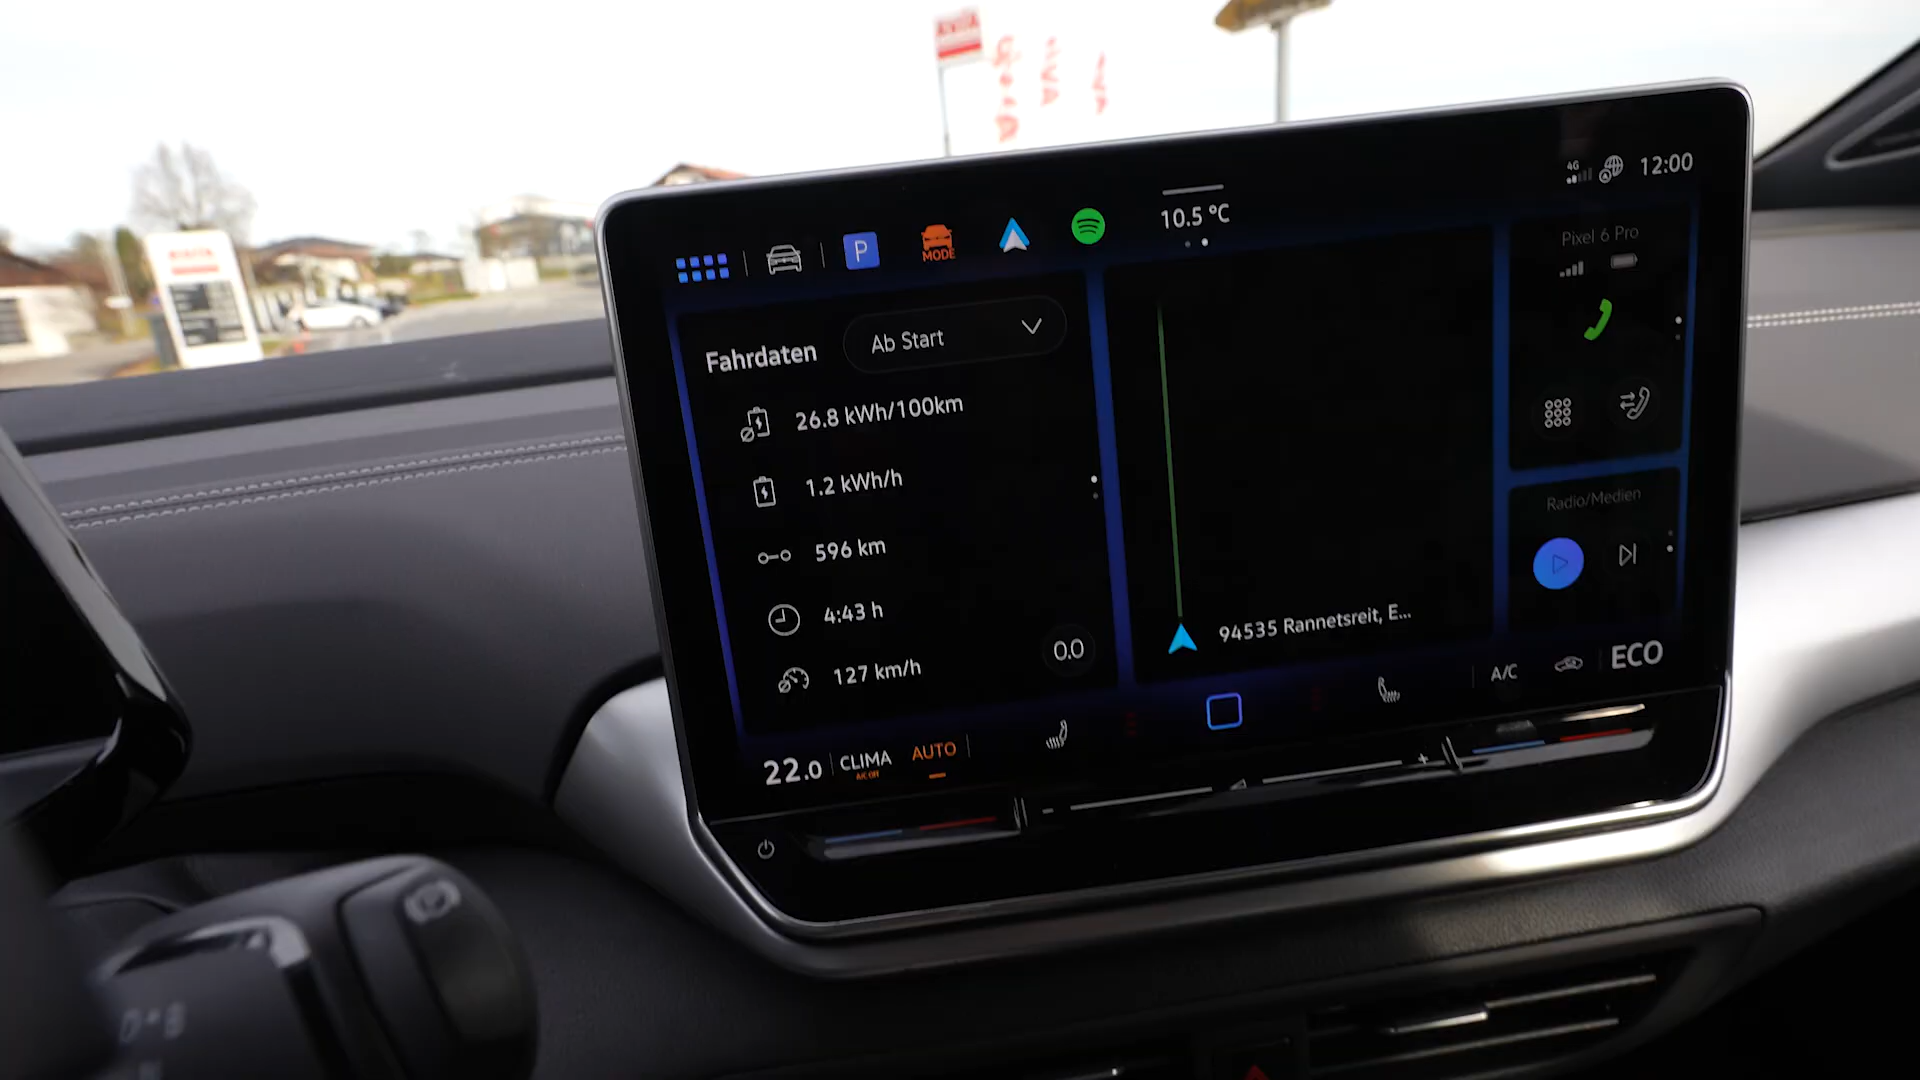 4G
12:00
10.5 °C
P
MODE
Pixel 6 Pro
Fahrdaten
Ab Start
26.8 kWh/100km
1.2 kWh/h
596 km
4:43 h
127 km/h
0.0
94535 Rannetsreit, E...
Radio/Medien
A/C
ECO
22.0
CLIMA
A/C OFF
AUTO
- +